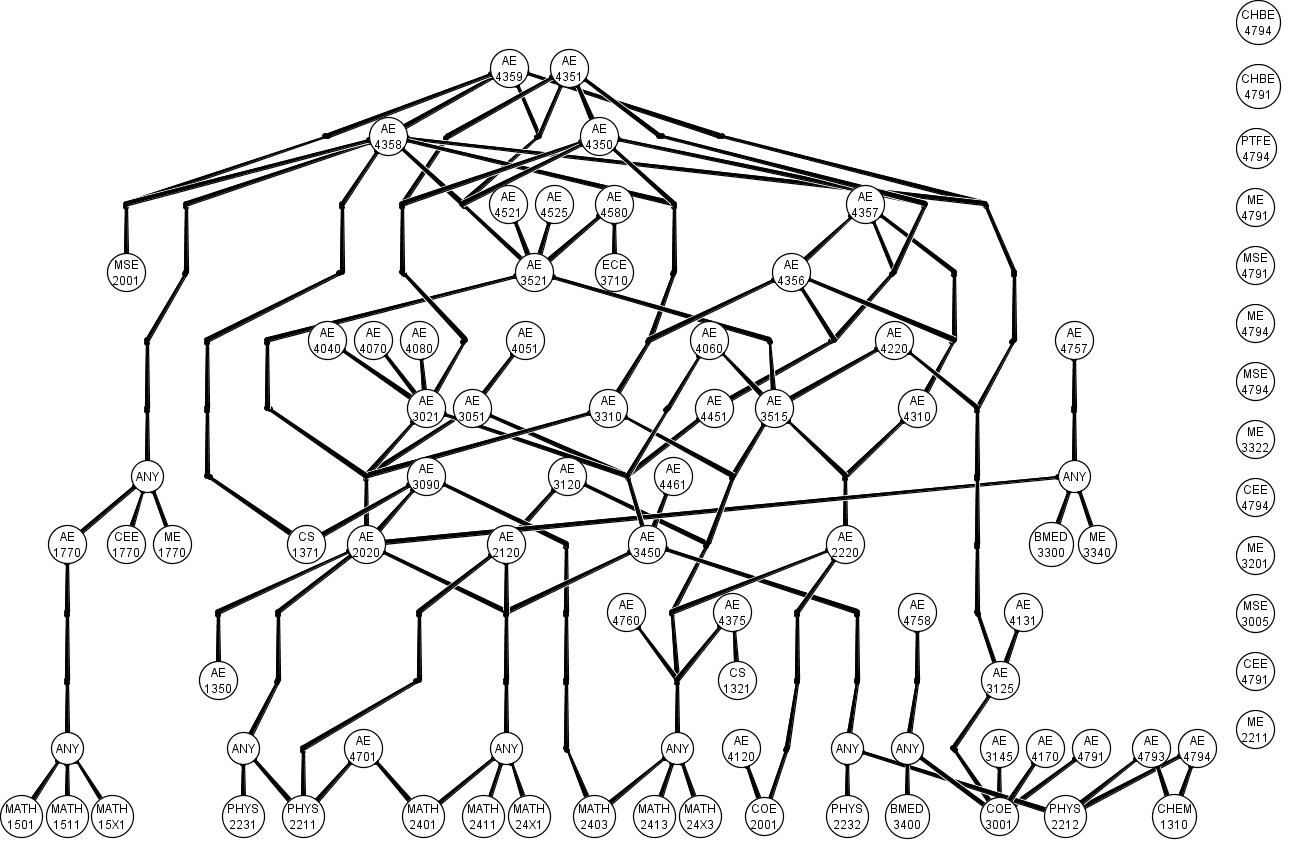 CHBE
4794
AE
4359
AE
4351
CHBE
4791
AE
4358
AE
4350
PTFE
4794
AE
4521
AE
4525
AE
4580
AE
4357
ME
4791
MSE
2001
AE
3521
ECE
3710
AE
4356
MSE
4791
AE
4040
AE
4070
AE
4080
AE
4051
AE
4060
AE
4220
AE
4757
ME
4794
MSE
4794
AE
3021
AE
3051
AE
3310
AE
4451
AE
3515
AE
4310
ME
3322
ANY
AE
3090
AE
3120
AE
4461
ANY
CEE
4794
AE
1770
CEE
1770
ME
1770
CS
1371
AE
2020
AE
2120
AE
3450
AE
2220
BMED
3300
ME
3340
ME
3201
AE
4760
AE
4375
AE
4758
AE
4131
MSE
3005
AE
1350
CS
1321
AE
3125
CEE
4791
ANY
ANY
AE
4701
ANY
ANY
AE
4120
ANY
ANY
AE
3145
AE
4170
AE
4791
AE
4793
AE
4794
ME
2211
MATH
1501
MATH
1511
MATH
15X1
PHYS
2231
PHYS
2211
MATH
2401
MATH
2411
MATH
24X1
MATH
2403
MATH
2413
MATH
24X3
COE
2001
PHYS
2232
BMED
3400
COE
3001
PHYS
2212
CHEM
1310